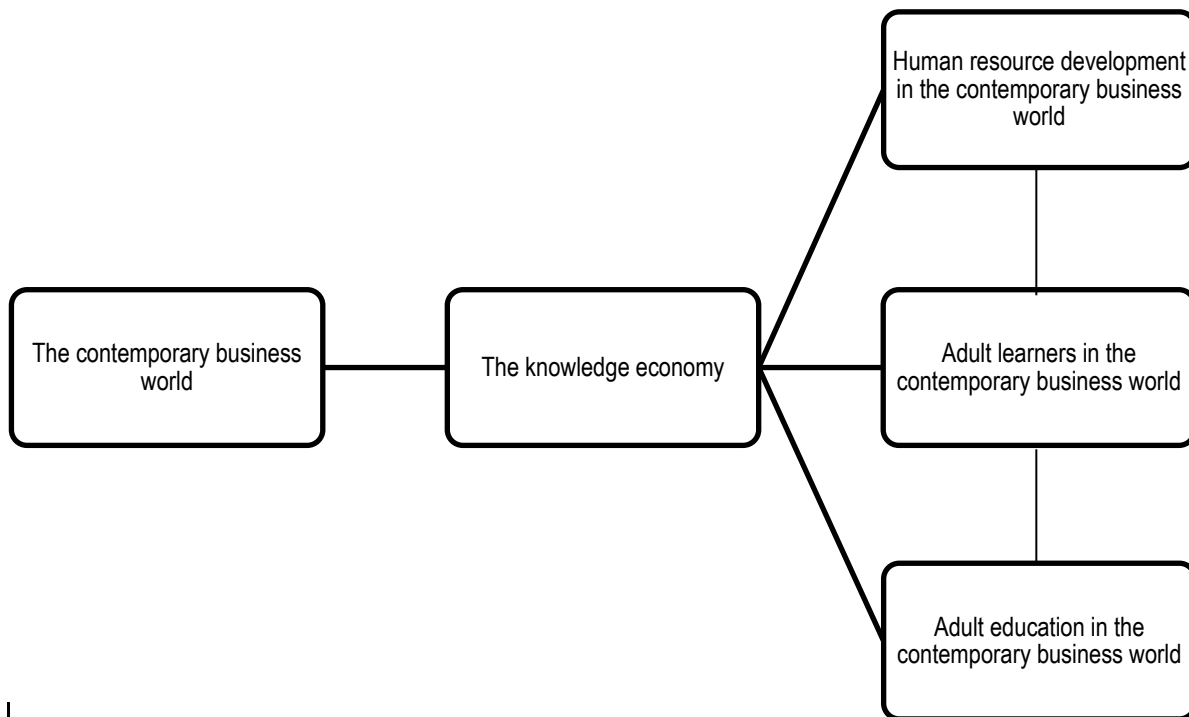 Human resource development
in the contemporary business
world
The contemporary business
world
The knowledge economy
Adult learners in the
contemporary business world
Adult education in the
contemporary business world